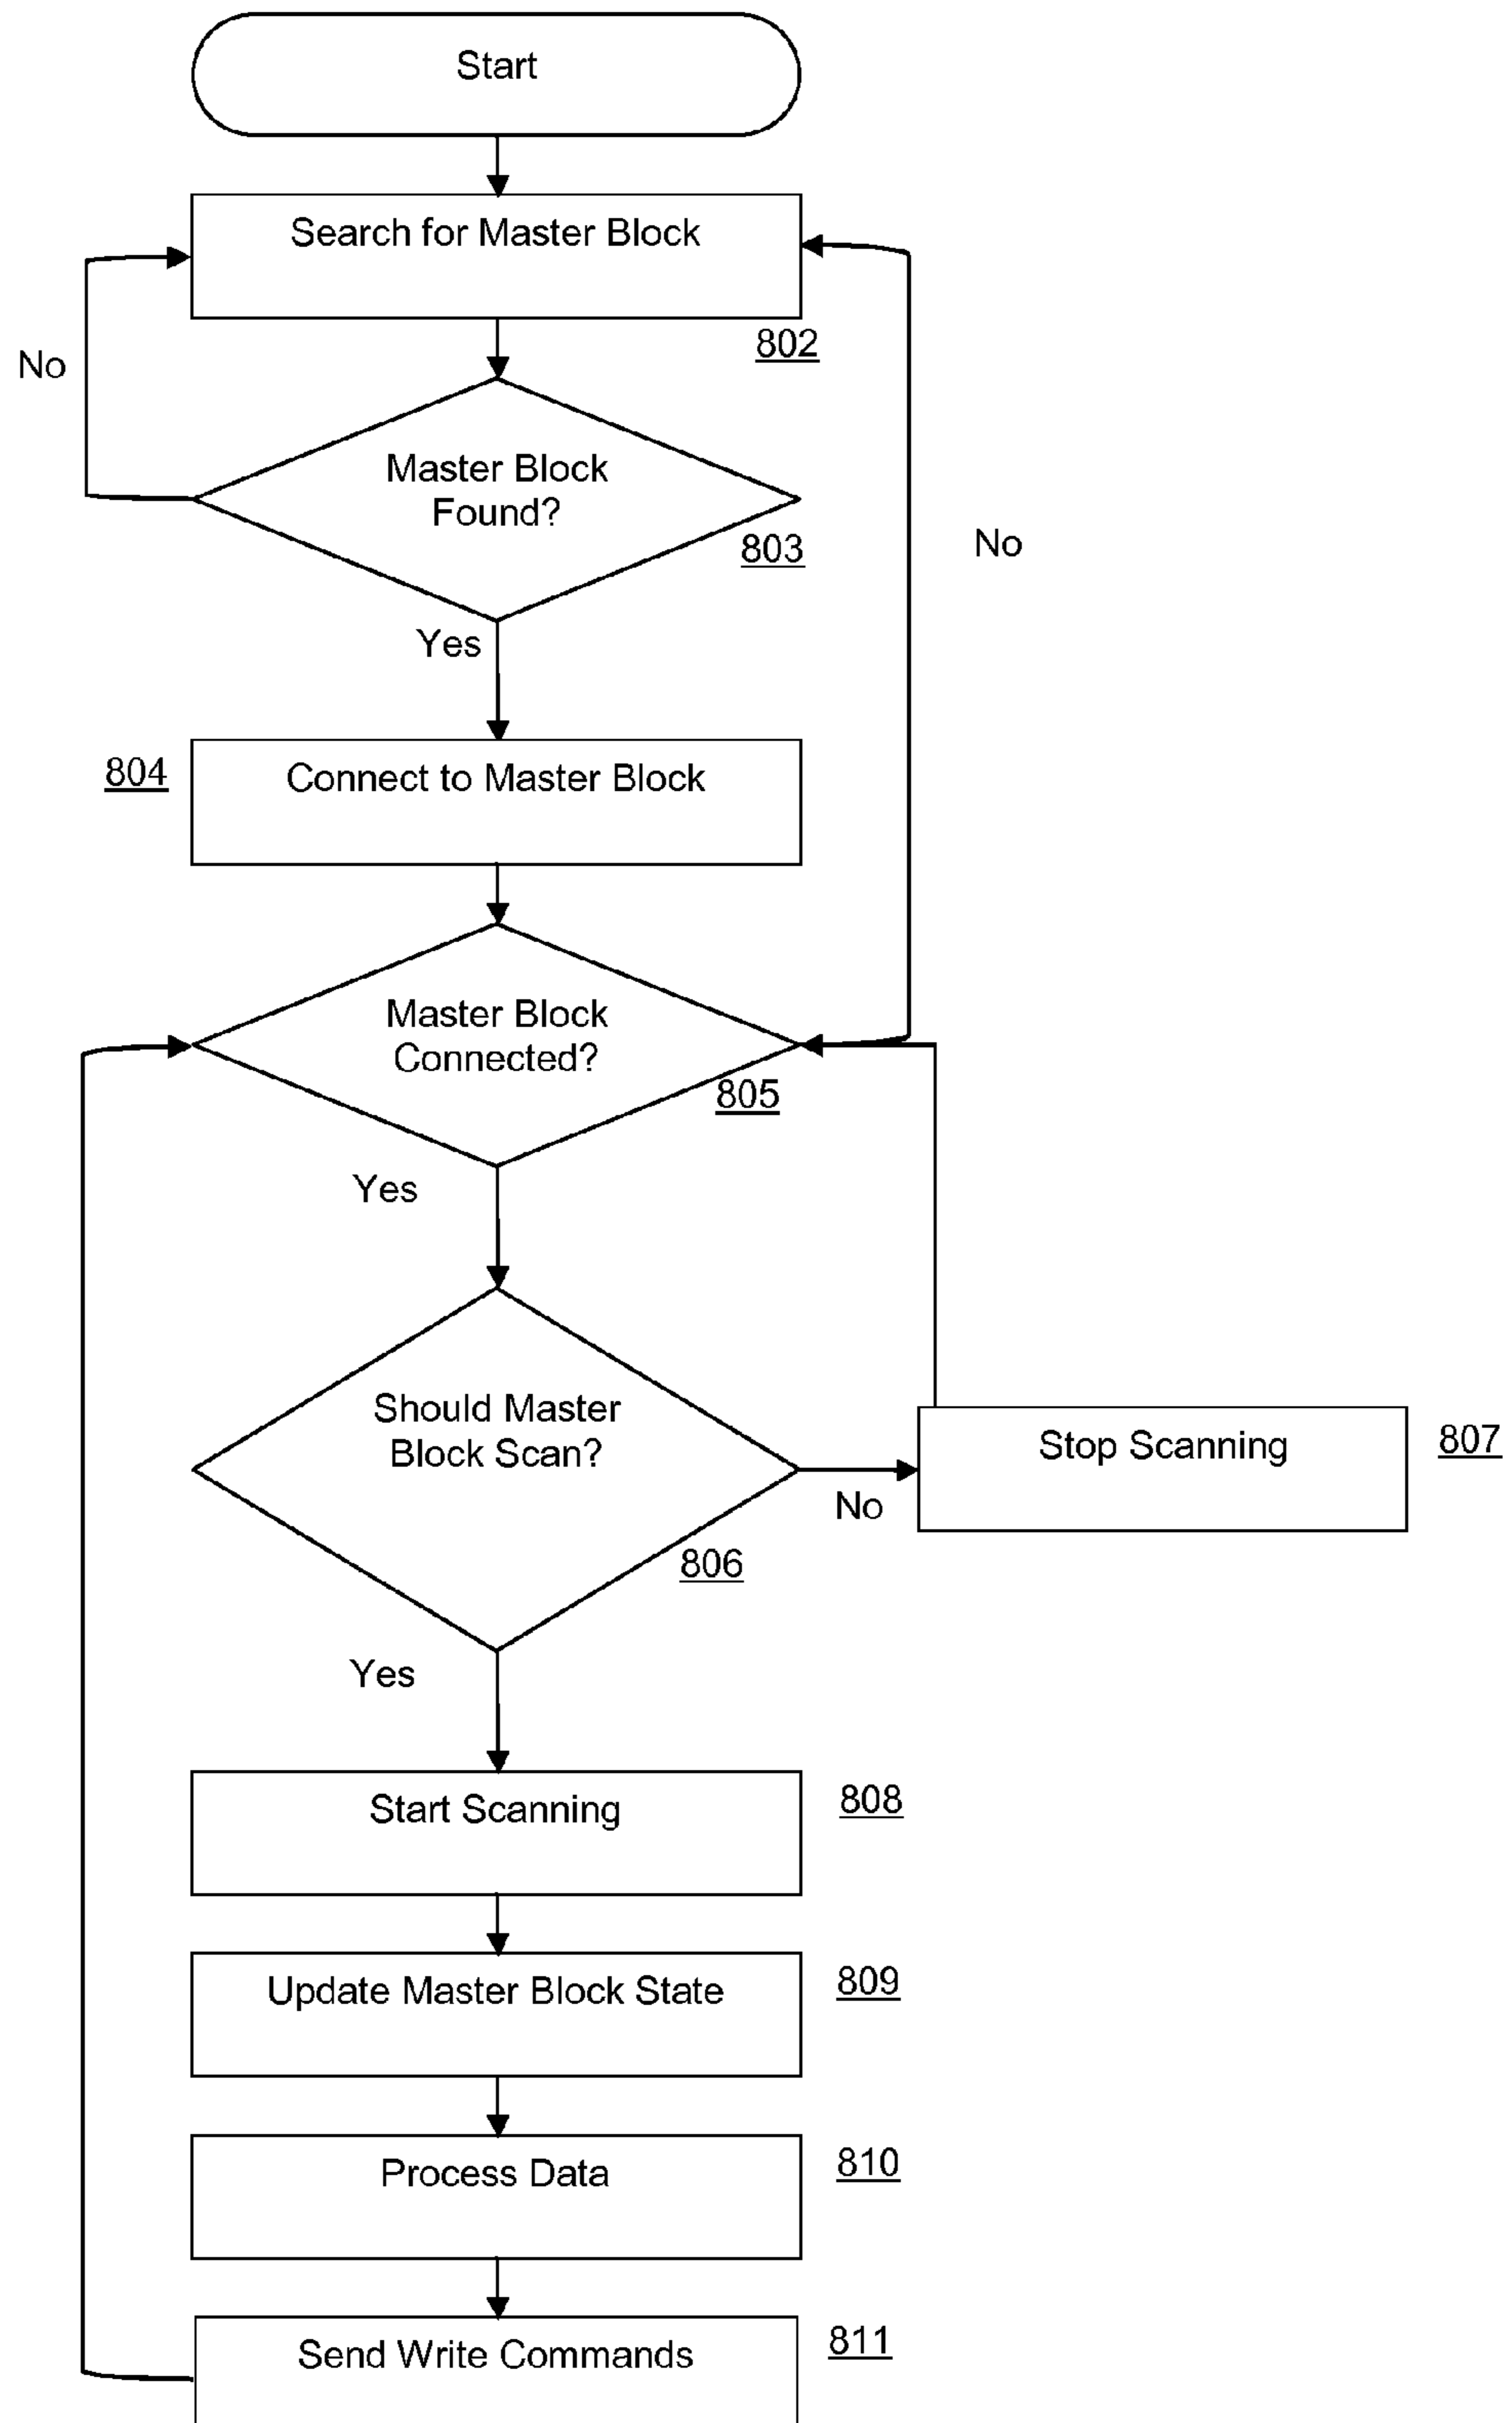 Start
Search for Master Block
802
No
Master Block
Found?
803
No
Yes
804
Connect to Master Block
Master Block
Connected?
805
Yes
Should Master
Block Scan?
Stop Scanning
807
No
806
Yes
Start Scanning
808
Update Master Block State
809
Process Data
810
Send Write Commands
811